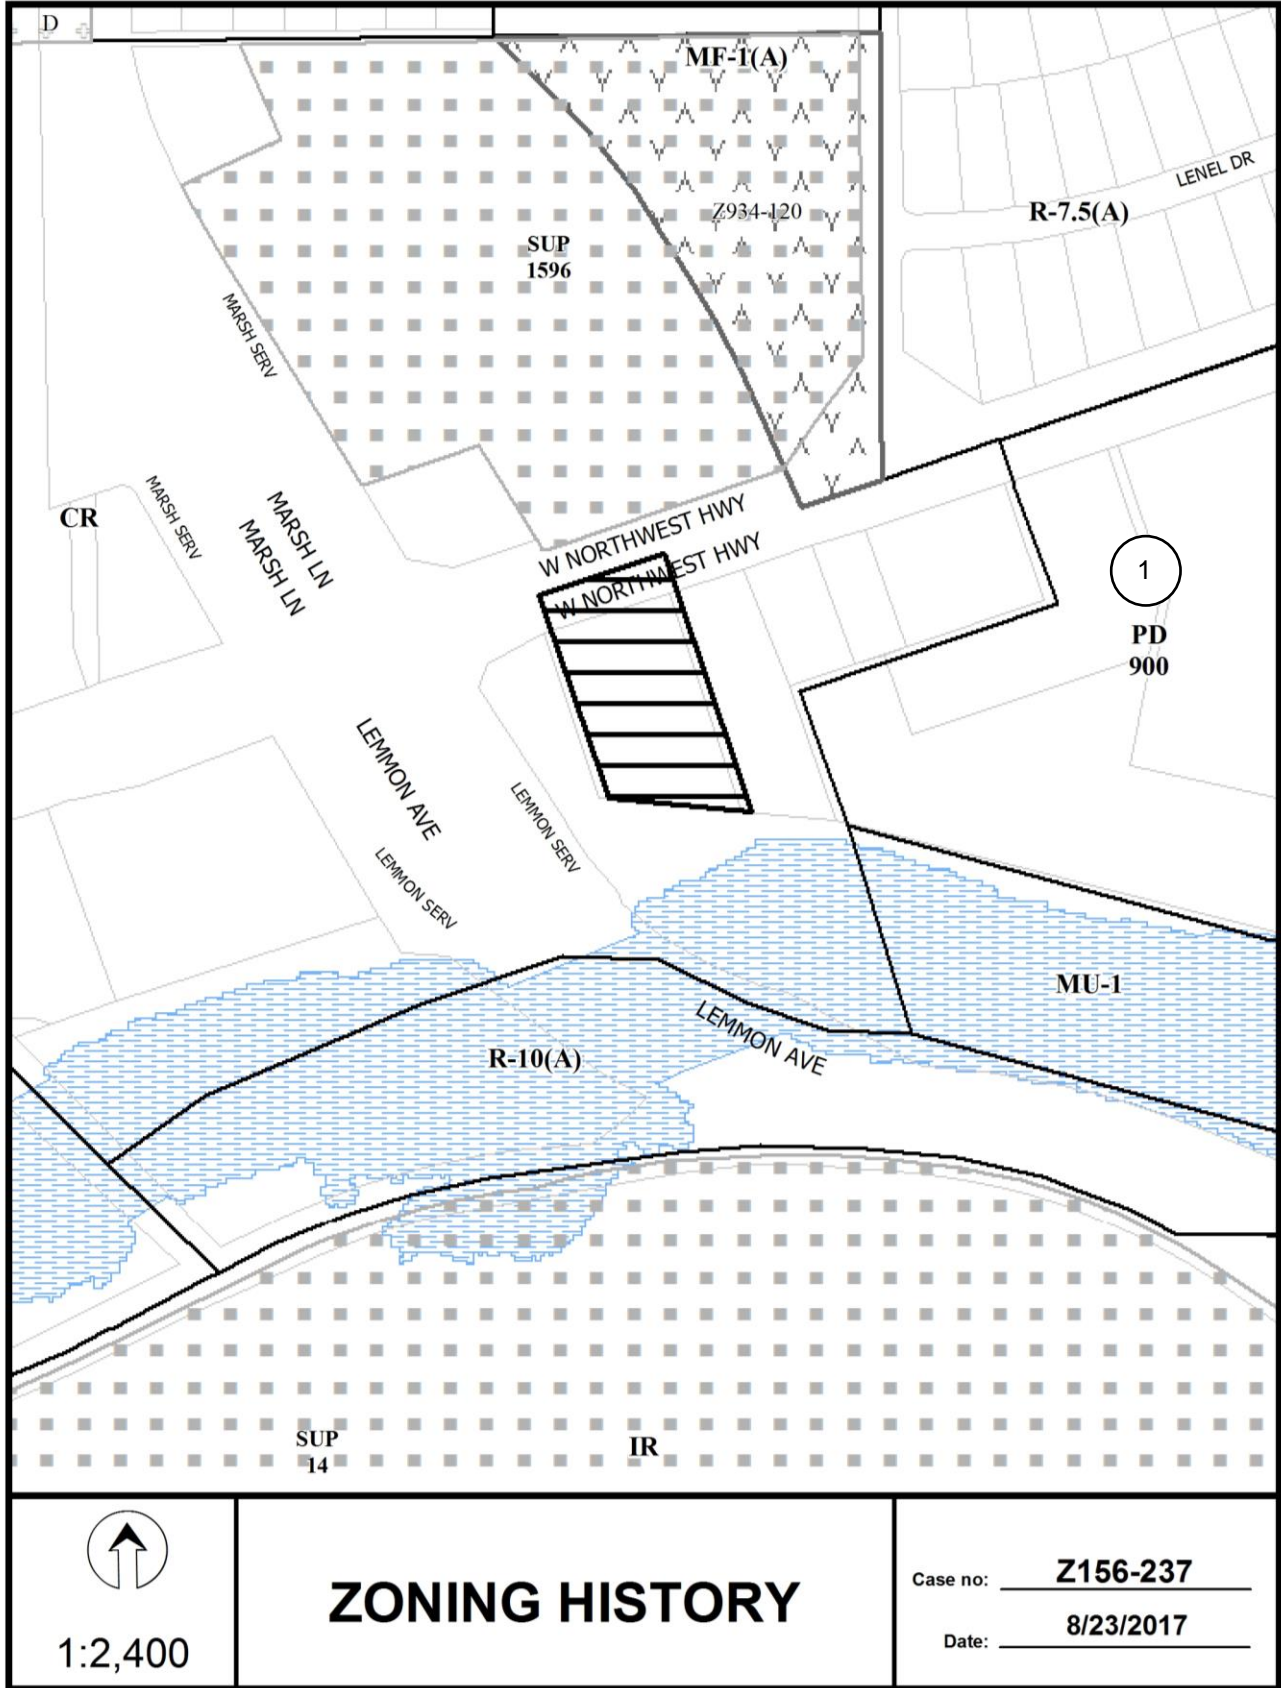 D
MF-1(A)
LENEL DR
Z934-120
R-7.5(A)
SUP
1596
MARSH SERV
MARSH SERV
MARSH LN
MARSH LN
CR
W NORTHWEST HWY
W NORTHWEST HWY
1
PD
900
LEMMON AVE
LEMMON SERV
LEMMON SERV
MU-1
LEMMON AVE
R-10(A)
SUP
14
IR
1:2,400
ZONING HISTORY
Case no: Z156-237
Date: 8/23/2017